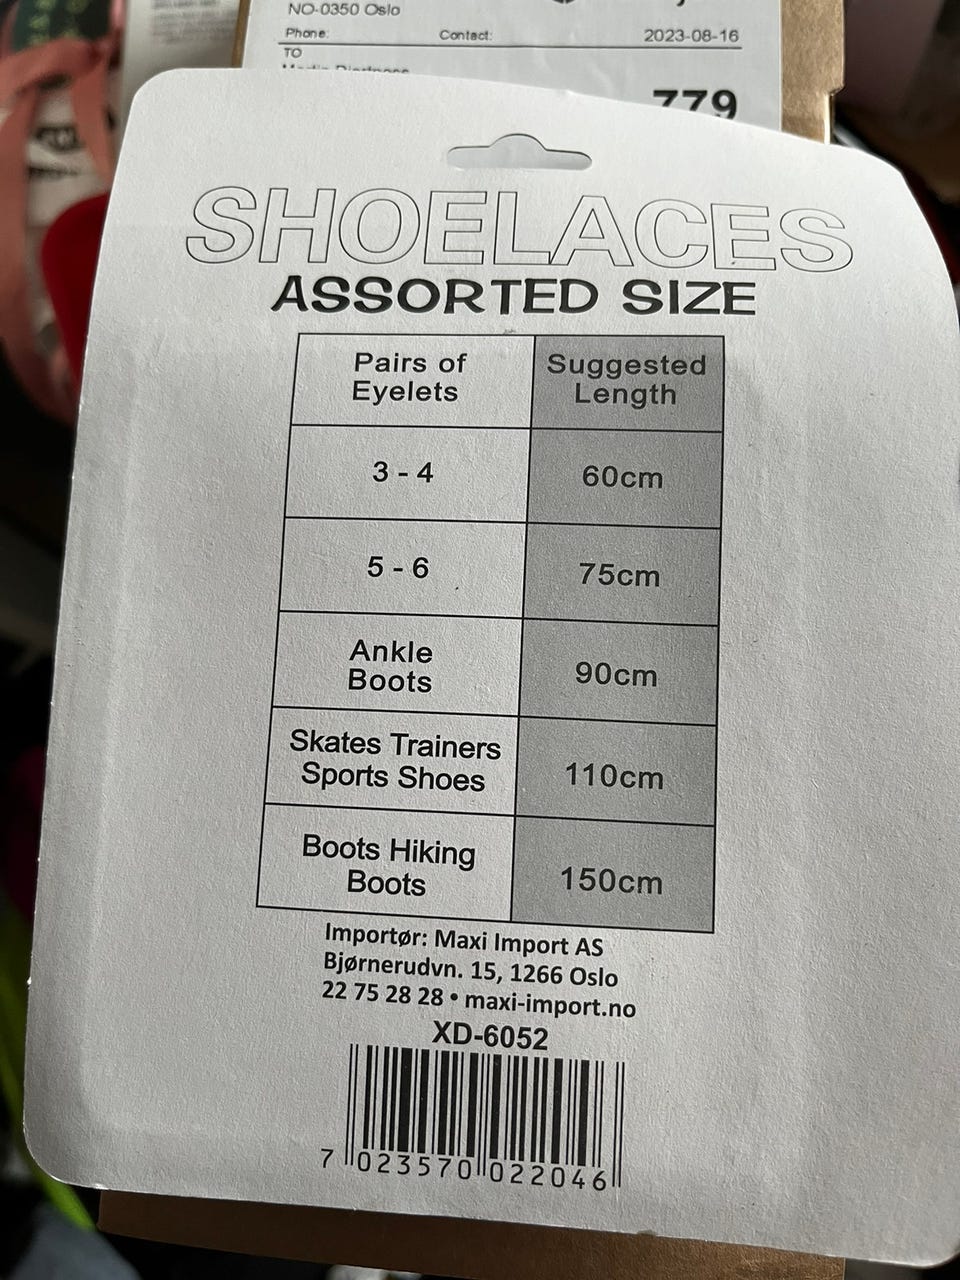 NO-0350 Oslo
Phone: Contact: 2023-08-16
TO
779
SHOELACES
ASSORTED SIZE
Pairs of
Eyelets
Suggested
Length
3 - 4
60cm
5 - 6
75cm
Ankle
Boots
90cm
Skates Trainers
Sports Shoes
110cm
Boots Hiking
Boots
150cm
Importør: Maxi Import AS
Bjørnerudvn. 15, 1266 Oslo
22 75 28 28 • maxi-import.no
XD-6052
7 023570 022046